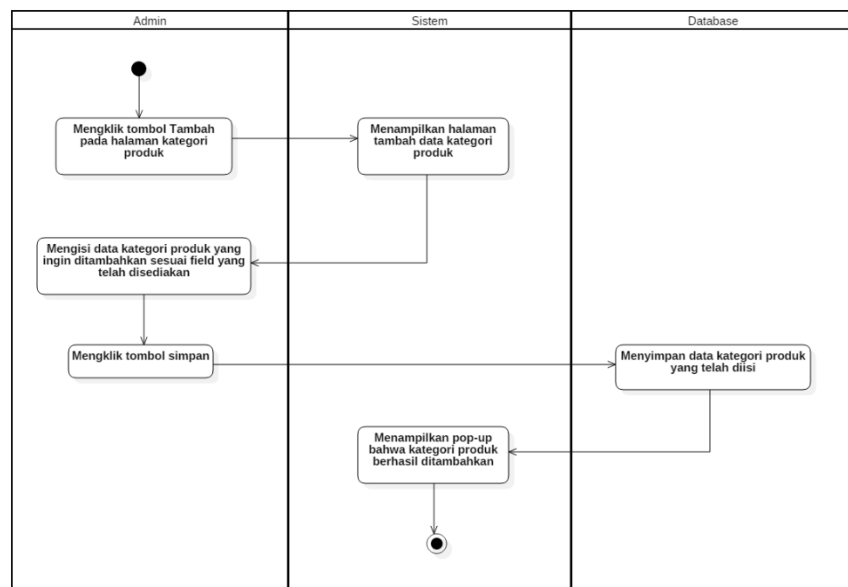 Admin
Sistem
Database
Mengklik tombol Tambah
pada halaman kategori
produk
Menampilkan halaman
tambah data kategori
produk
Mengisi data kategori produk yang
ingin ditambahkan sesuai field yang
telah disediakan
Mengklik tombol simpan
Menyimpan data kategori produk
yang telah diisi
Menampilkan pop-up
bahwa kategori produk
berhasil ditambahkan